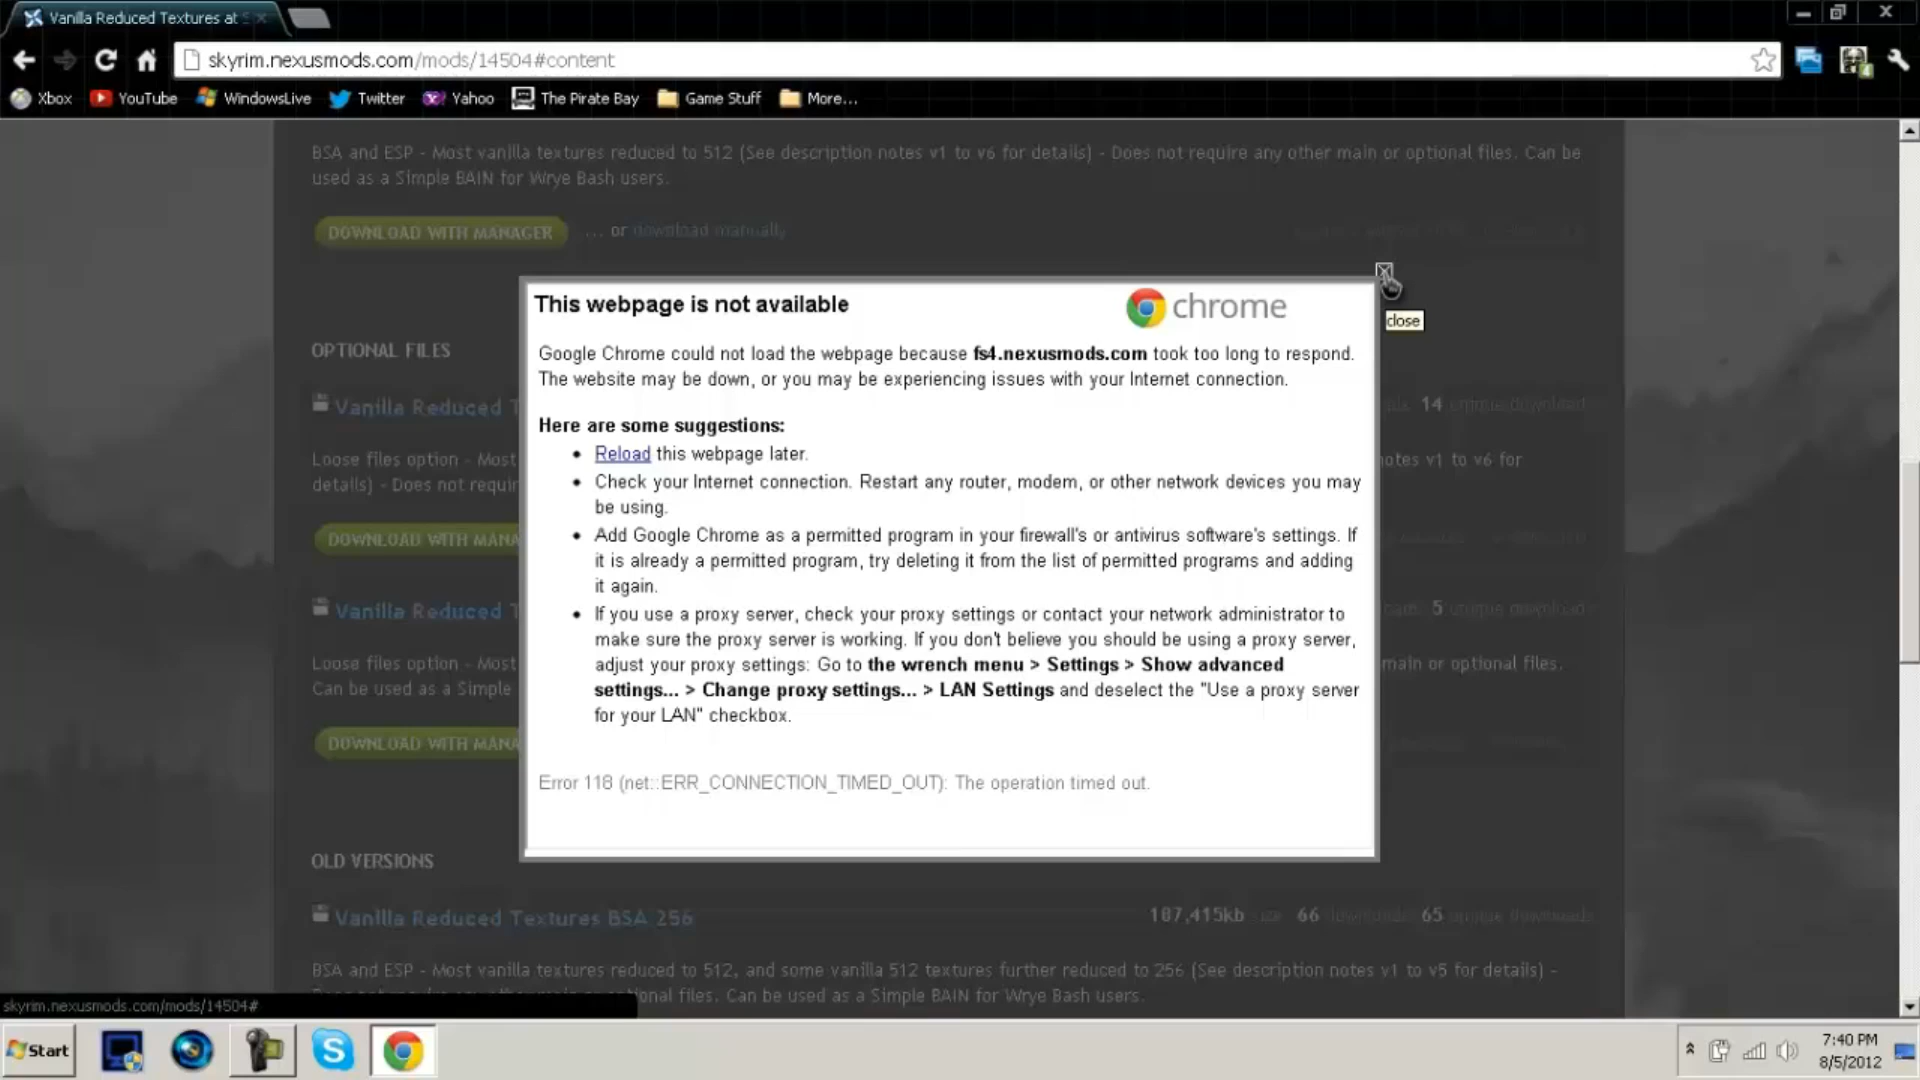 Vanilla Reduced Textures at S
skyrim.nexusmods.com/mods/14504#content
Xbox YouTube WindowsLive Twitter Yahoo The Pirate Bay Game Stuff More...
BSA and ESP - Most vanilla textures reduced to 512 (See description notes v1 to v6 for details) - Does not require any other main or optional files. Can be
used as a Simple BAIN for Wrye Bash users.
DOWNLOAD WITH MANAGER ... or download manually
This webpage is not available
chrome
close
Google Chrome could not load the webpage because fs4.nexusmods.com took too long to respond.
The website may be down, or you may be experiencing issues with your Internet connection.
Here are some suggestions:
• Reload this webpage later.
• Check your Internet connection. Restart any router, modem, or other network devices you may
be using.
• Add Google Chrome as a permitted program in your firewall's or antivirus software's settings. If
it is already a permitted program, try deleting it from the list of permitted programs and adding
it again.
• If you use a proxy server, check your proxy settings or contact your network administrator to
make sure the proxy server is working. If you don't believe you should be using a proxy server,
adjust your proxy settings: Go to the wrench menu > Settings > Show advanced
settings... > Change proxy settings... > LAN Settings and deselect the "Use a proxy server
for your LAN" checkbox.
Error 118 (net::ERR_CONNECTION_TIMED_OUT): The operation timed out.
OPTIONAL FILES
Vanilla Reduced T 14 unique downloads
Loose files option - Most notes v1 to v6 for
details) - Does not requir
DOWNLOAD WITH MANA
Vanilla Reduced T 5 unique downloads
Loose files option - Most main or optional files.
Can be used as a Simple
DOWNLOAD WITH MANA
OLD VERSIONS
Vanilla Reduced Textures BSA 256 187,415kb size 66 downloads 65 unique downloads
BSA and ESP - Most vanilla textures reduced to 512, and some vanilla 512 textures further reduced to 256 (See description notes v1 to v5 for details) -
optional files. Can be used as a Simple BAIN for Wrye Bash users.
skyrim.nexusmods.com/mods/14504#
Start
7:40 PM
8/5/2012